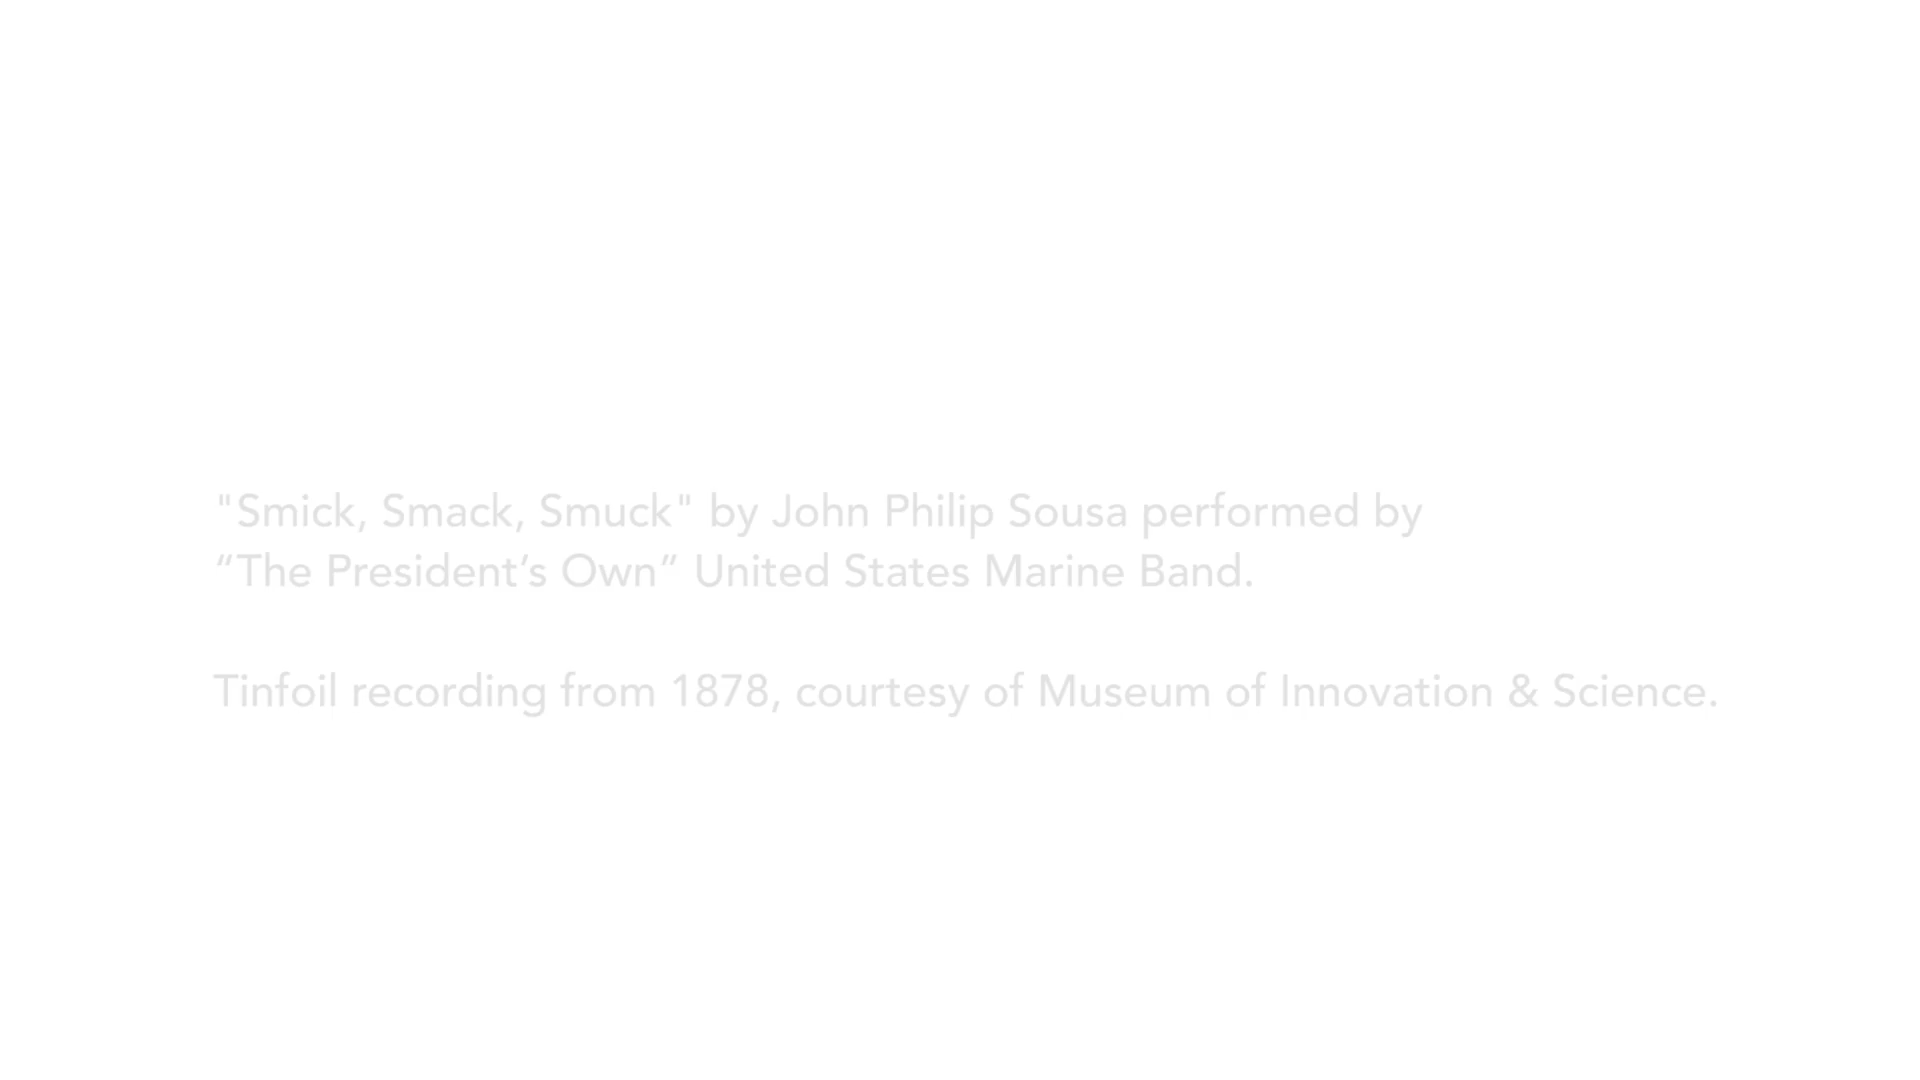 "Smick, Smack, Smuck" by John Philip Sousa performed by
“The President’s Own” United States Marine Band.
Tinfoil recording from 1878, courtesy of Museum of Innovation & Science.